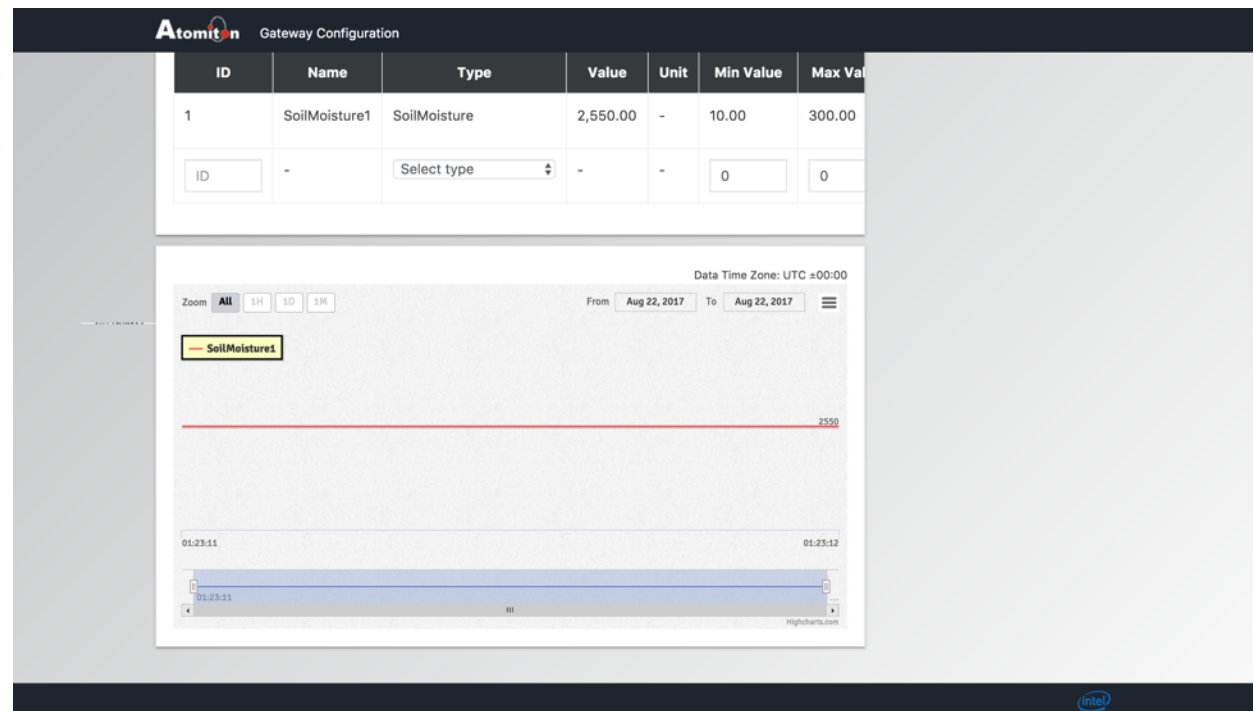 Atomiton Gateway Configuration
ID Name Type Value Unit Min Value Max Val
1 SoilMoisture1 SoilMoisture 2,550.00 - 10.00 300.00
ID - Select type - - 0 0
Data Time Zone: UTC ±00:00
Zoom All 1H 1D 1M From Aug 22, 2017 To Aug 22, 2017
SoilMoisture1
2550
01:23:11 01:23:12
01:23:11 ...
Highcharts.com
intel